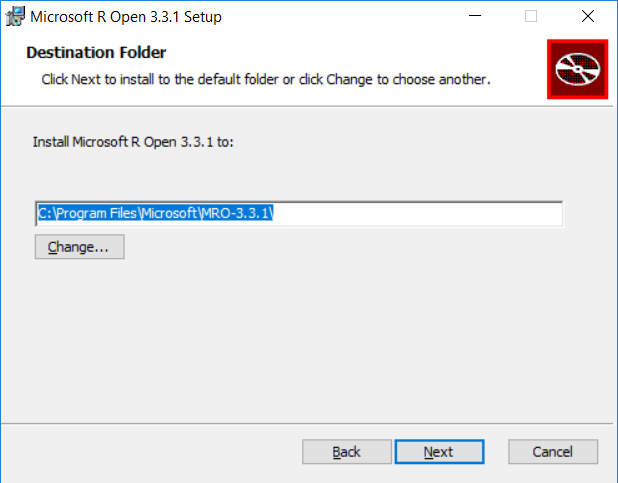 Microsoft R Open 3.3.1 Setup
Destination Folder
Click Next to install to the default folder or click Change to choose another.
Install Microsoft R Open 3.3.1 to:
C:\Program Files\Microsoft\MRO-3.3.1\
Change...
Back
Next
Cancel